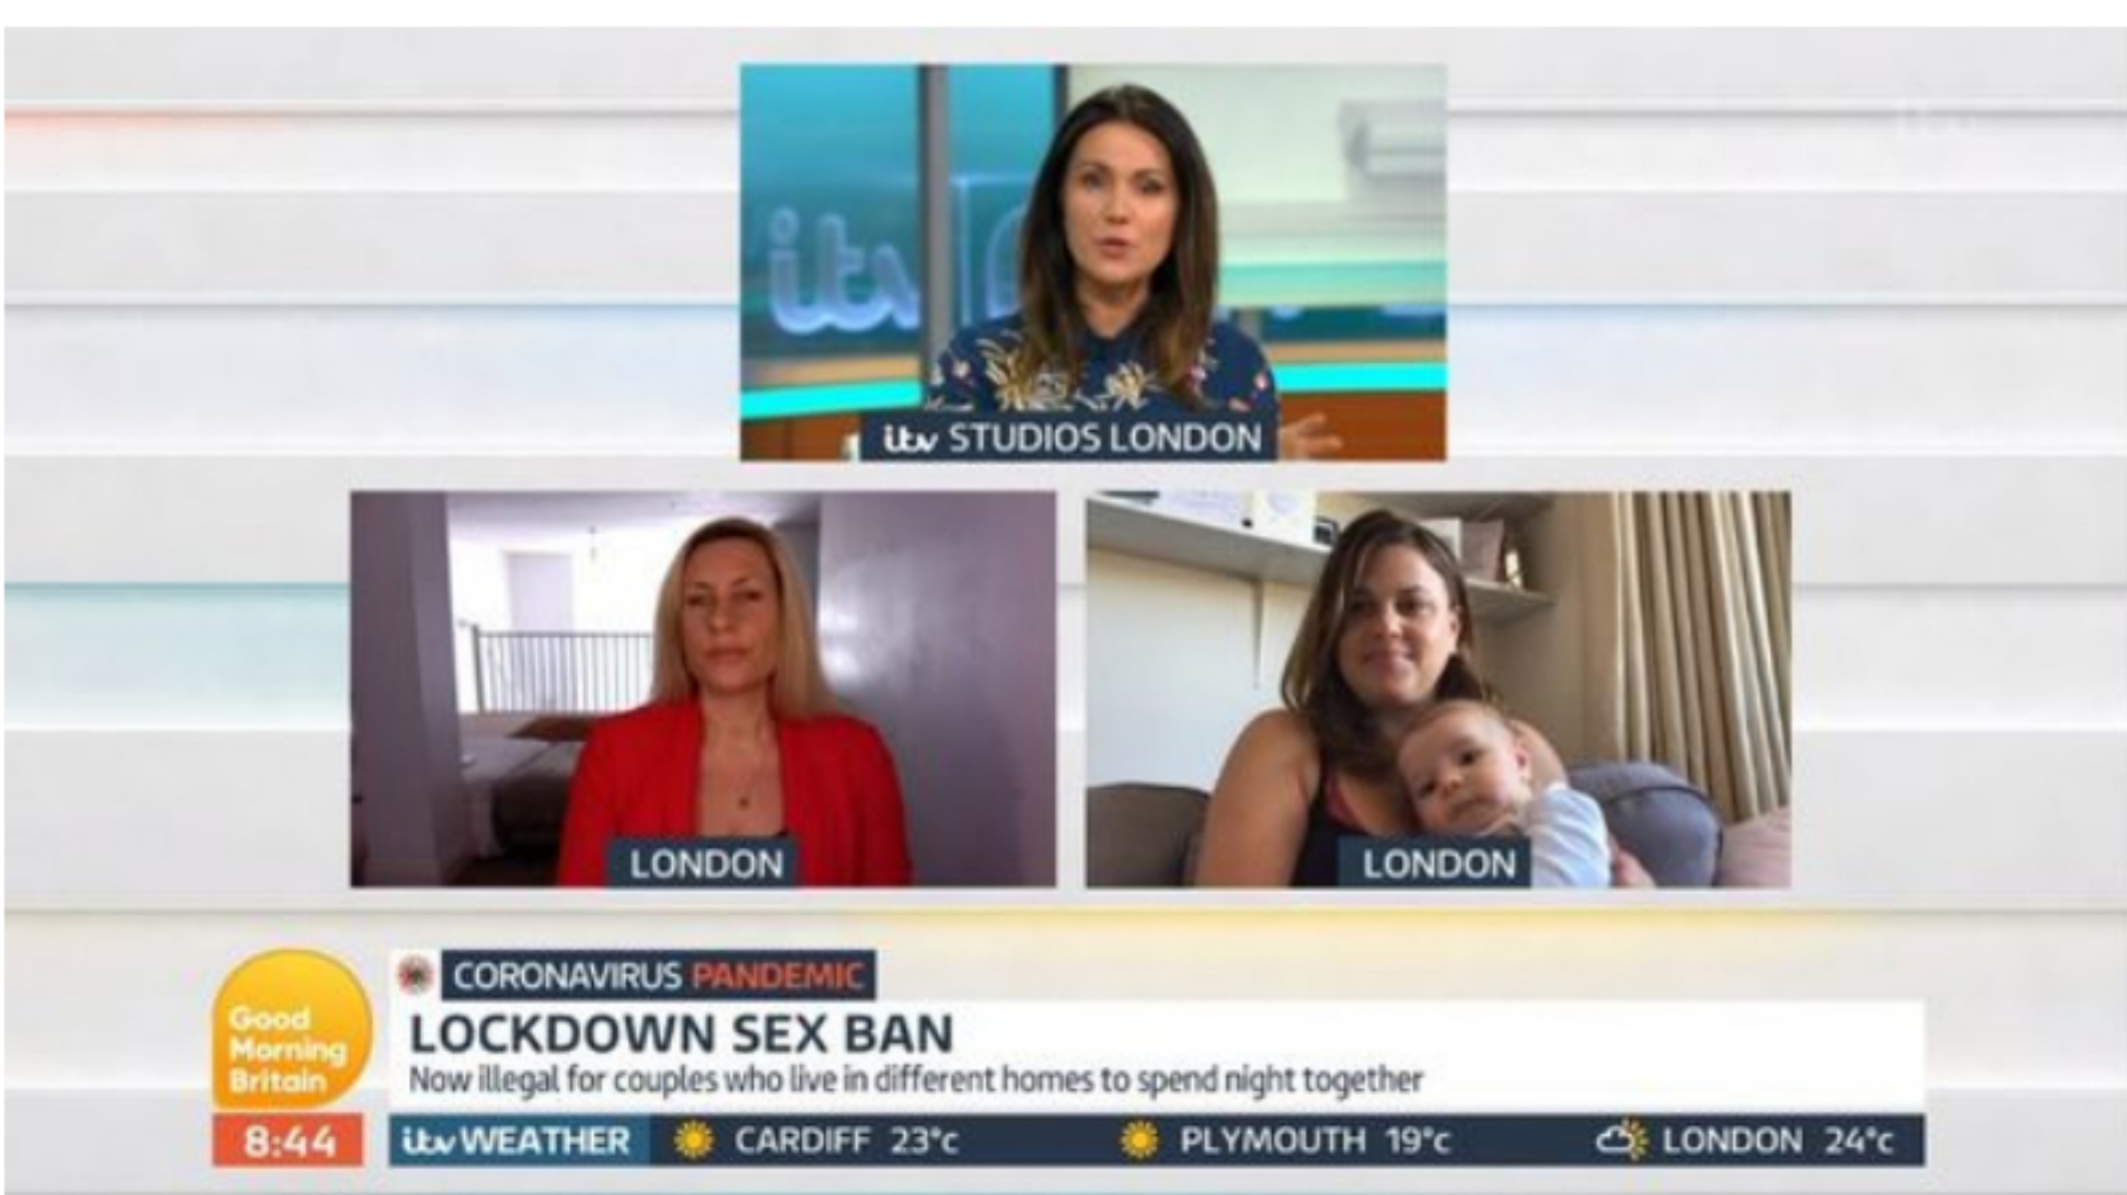 itv
itv STUDIOS LONDON
LONDON
LONDON
CORONAVIRUS PANDEMIC
LOCKDOWN SEX BAN
Now illegal for couples who live in different homes to spend night together
Good
Morning
Britain
8:44
itv WEATHER CARDIFF 23°c PLYMOUTH 19°c LONDON 24°c